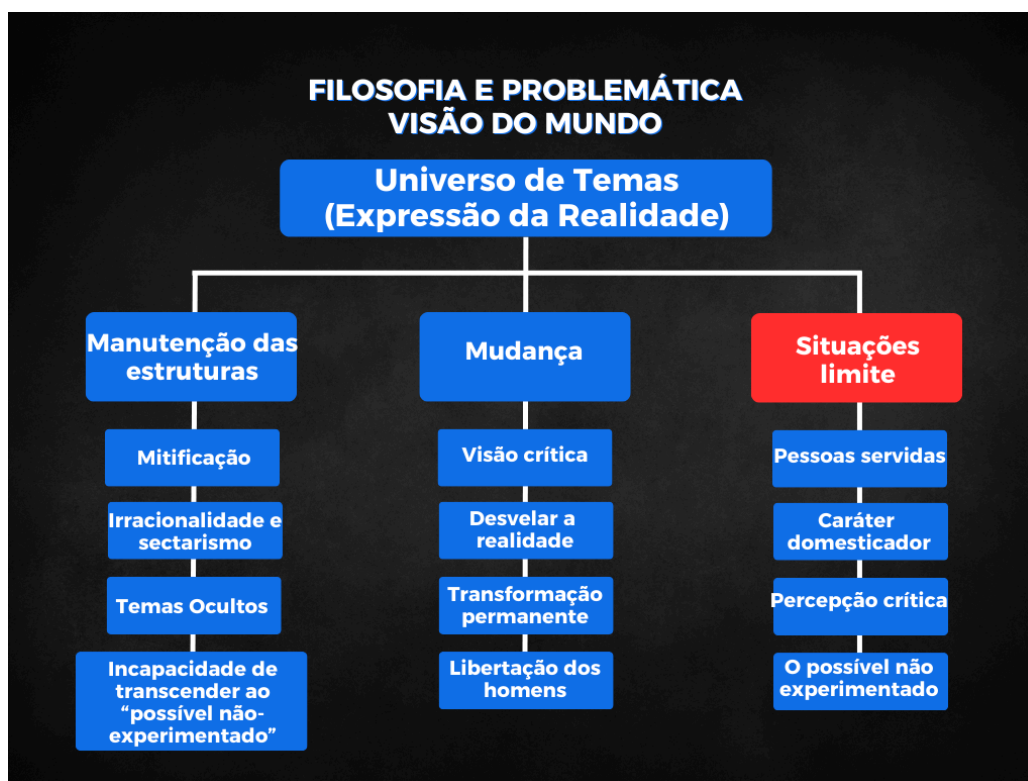 FILOSOFIA E PROBLEMÁTICA
VISÃO DO MUNDO
Universo de Temas
(Expressão da Realidade)
Manutenção das
estruturas
Mitificação
Irracionalidade e
sectarismo
Temas Ocultos
Incapacidade de
transcender ao
“possível não-
experimentado”
Mudança
Visão crítica
Desvelar a
realidade
Transformação
permanente
Libertação dos
homens
Situações
limite
Pessoas servidas
Caráter
domesticador
Percepção crítica
O possível não
experimentado